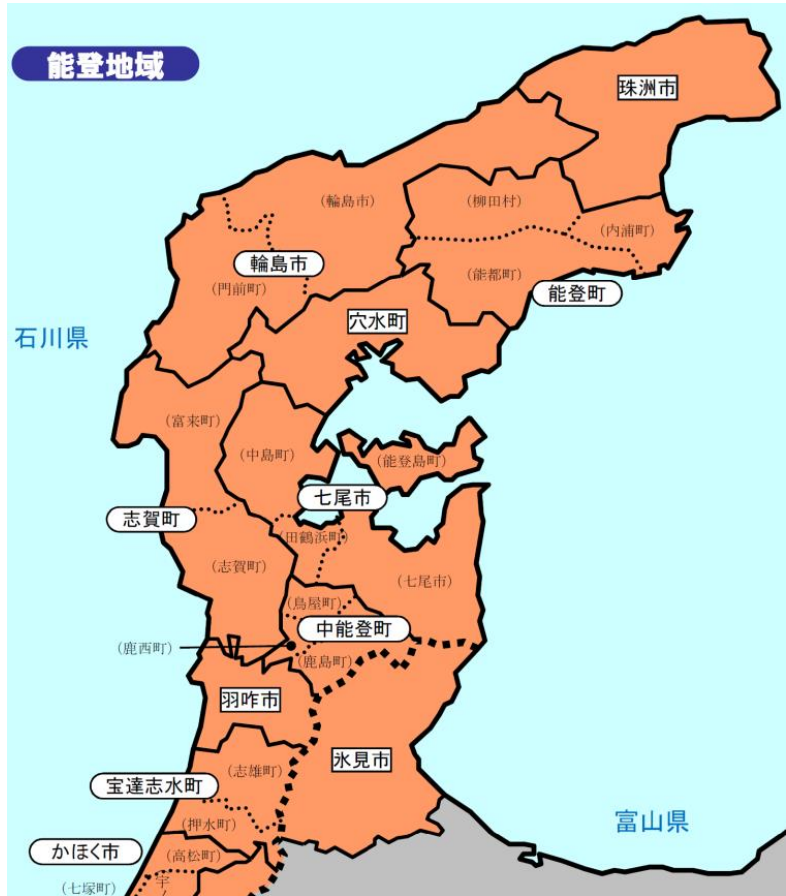 能登地域
珠洲市
(輪島市)
(柳田村)
(内浦町)
輪島市
(門前町)
(能都町)
能登町
穴水町
石川県
(富来町)
(中島町)
(能登島町)
七尾市
志賀町
(田鶴浜町)
(志賀町)
(七尾市)
(鳥屋町)
中能登町
(鹿西町)
(鹿島町)
羽咋市
氷見市
(志雄町)
宝達志水町
(押水町)
富山県
かほく市
(高松町)
(七塚町)